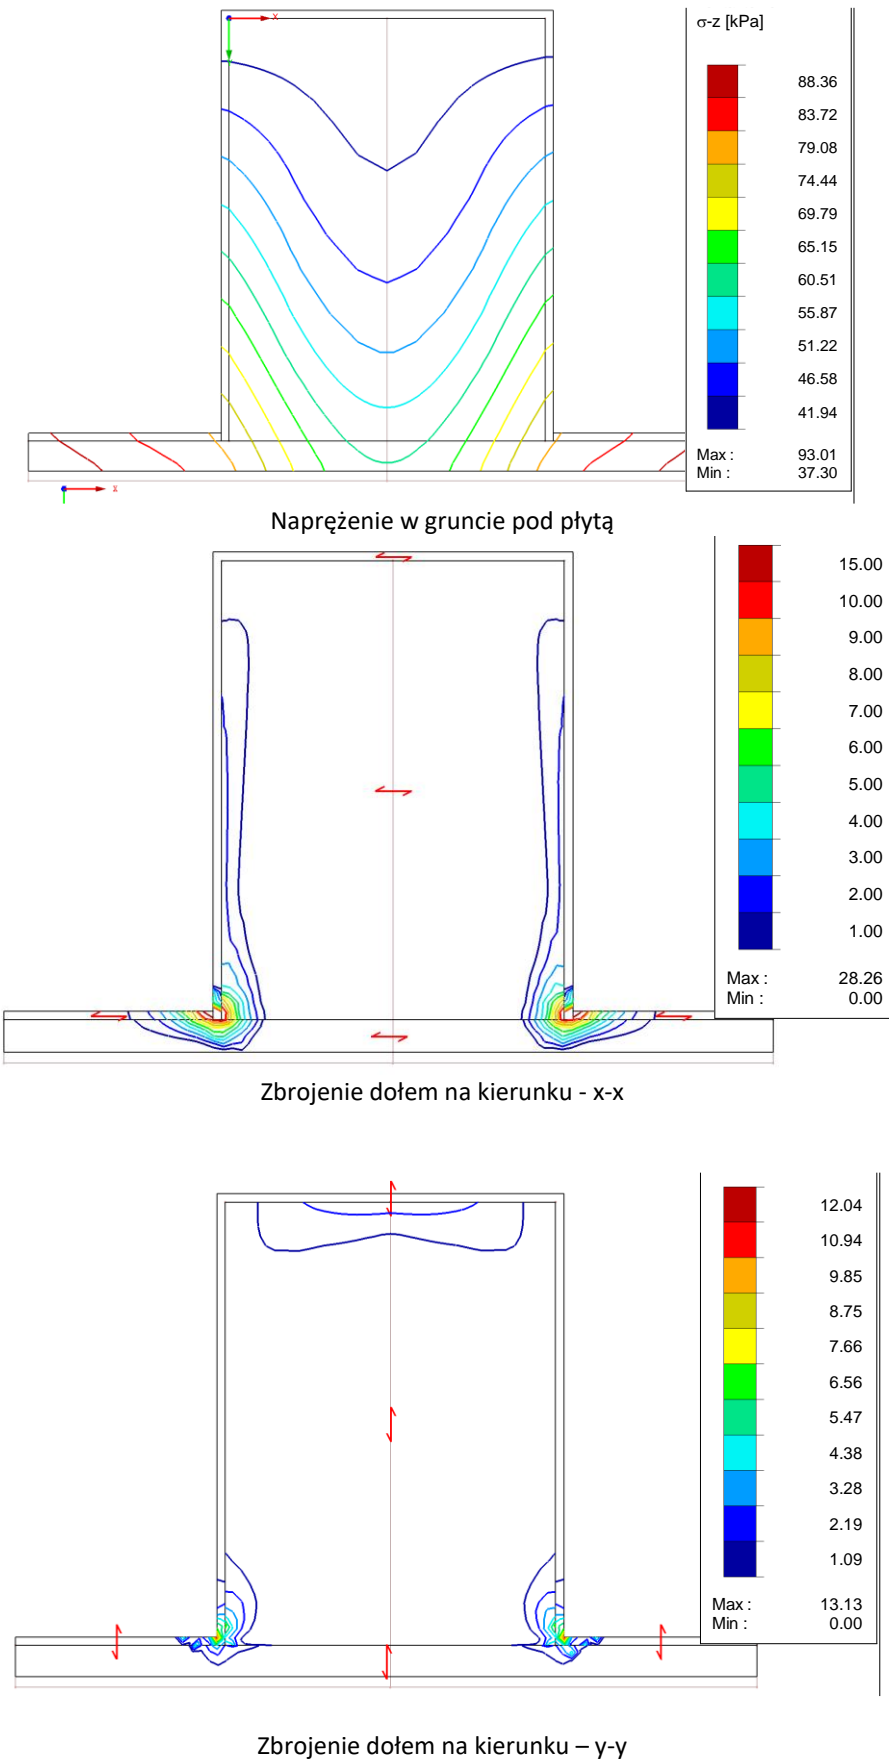 x
σ-z [kPa]
88.36
83.72
79.08
74.44
69.79
65.15
60.51
55.87
51.22
46.58
41.94
Max : 93.01
Min : 37.30
x
Naprężenie w gruncie pod płytą
15.00
10.00
9.00
8.00
7.00
6.00
5.00
4.00
3.00
2.00
1.00
Max : 28.26
Min : 0.00
Zbrojenie dołem na kierunku - x-x
12.04
10.94
9.85
8.75
7.66
6.56
5.47
4.38
3.28
2.19
1.09
Max : 13.13
Min : 0.00
Zbrojenie dołem na kierunku – y-y